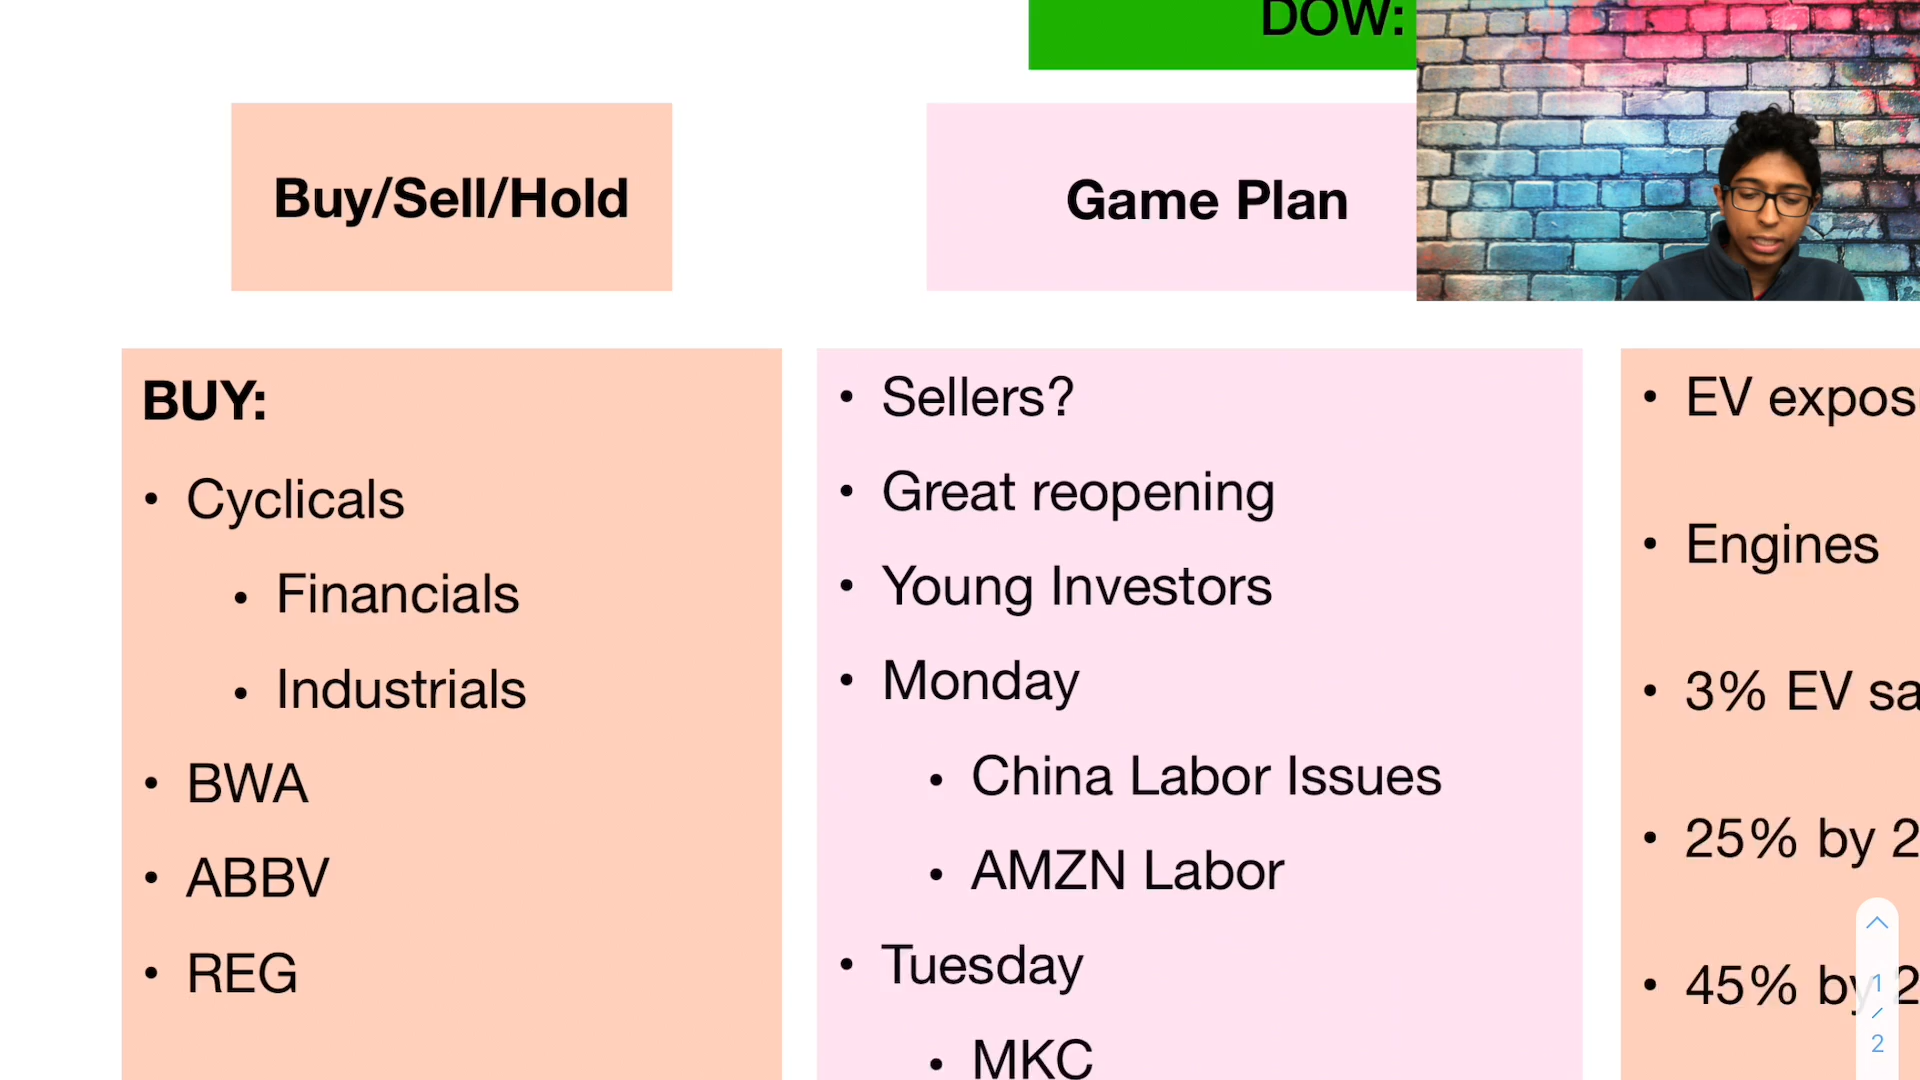 DOW:
Buy/Sell/Hold
Game Plan
BUY:
• Cyclicals
• Financials
• Industrials
• BWA
• ABBV
• REG
• Sellers?
• Great reopening
• Young Investors
• Monday
• China Labor Issues
• AMZN Labor
• Tuesday
• MKC
• EV expos
• Engines
• 3% EV sa
• 25% by 2
• 45% by 2
1
/
2